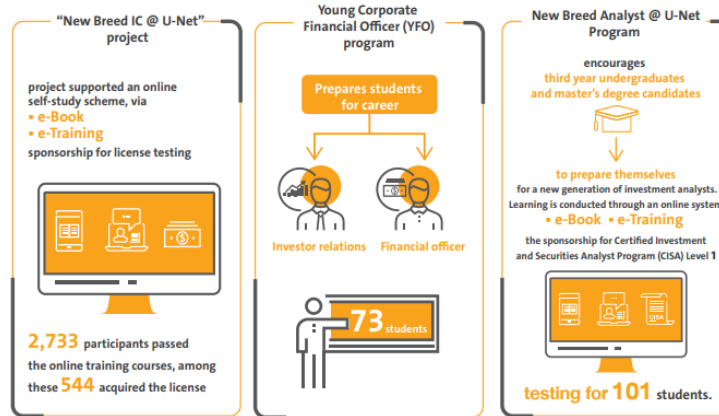 “New Breed IC @ U-Net”
project
project supported an online
self-study scheme, via
• e-Book
• e-Training
sponsorship for license testing
2,733 participants passed
the online training courses, among
these 544 acquired the license
Young Corporate
Financial Officer (YFO)
program
Prepares students
for career
Investor relations
Financial officer
73 students
New Breed Analyst @ U-Net
Program
encourages
third year undergraduates
and master's degree candidates
to prepare themselves
for a new generation of investment analysts.
Learning is conducted through an online system
• e-Book • e-Training
the sponsorship for Certified Investment
and Securities Analyst Program (CISA) Level 1
CISA
testing for 101 students.